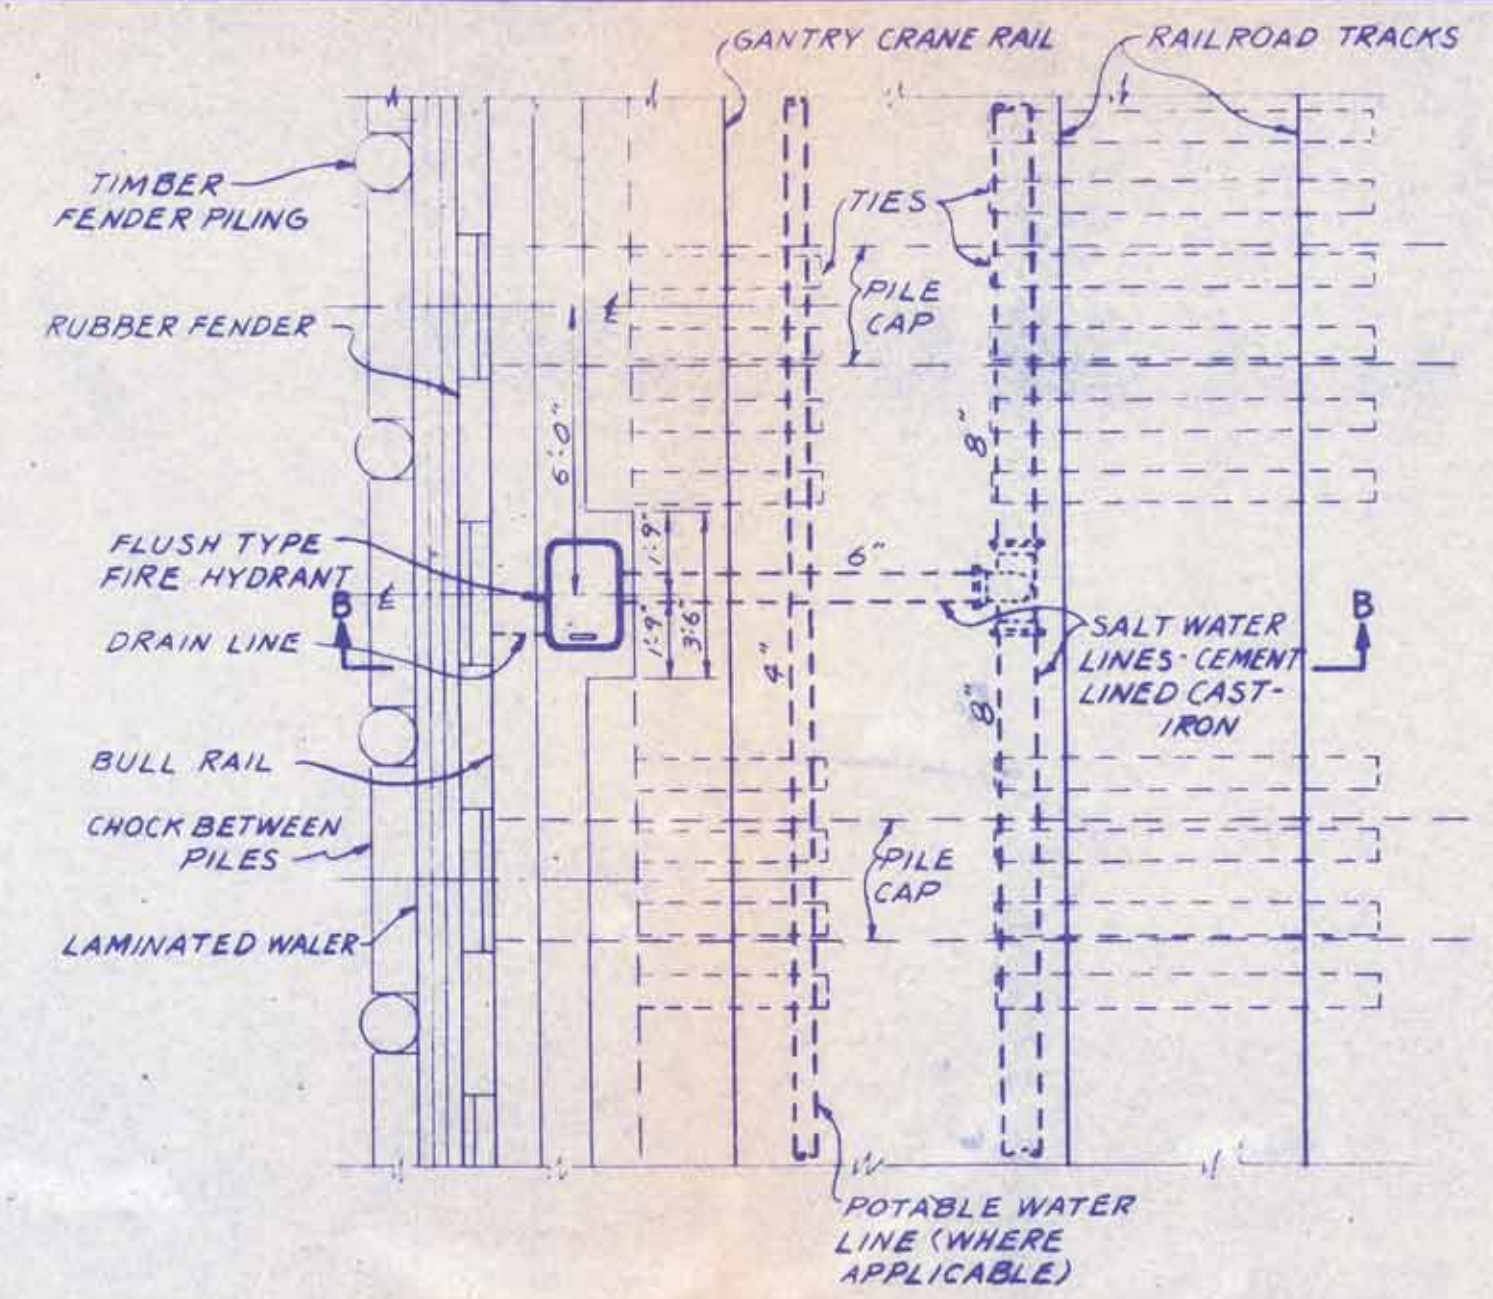 GANTRY CRANE RAIL
RAILROAD TRACKS
TIMBER
FENDER PILING
TIES
PILE
CAP
RUBBER FENDER
6'-0"
8"
FLUSH TYPE
FIRE HYDRANT
1'-9"
6"
B
B
DRAIN LINE
1'-9"
3'-6"
4"
SALT WATER
LINES-CEMENT
LINED CAST-
IRON
8"
BULL RAIL
CHOCK BETWEEN
PILES
PILE
CAP
LAMINATED WALER
POTABLE WATER
LINE (WHERE
APPLICABLE)